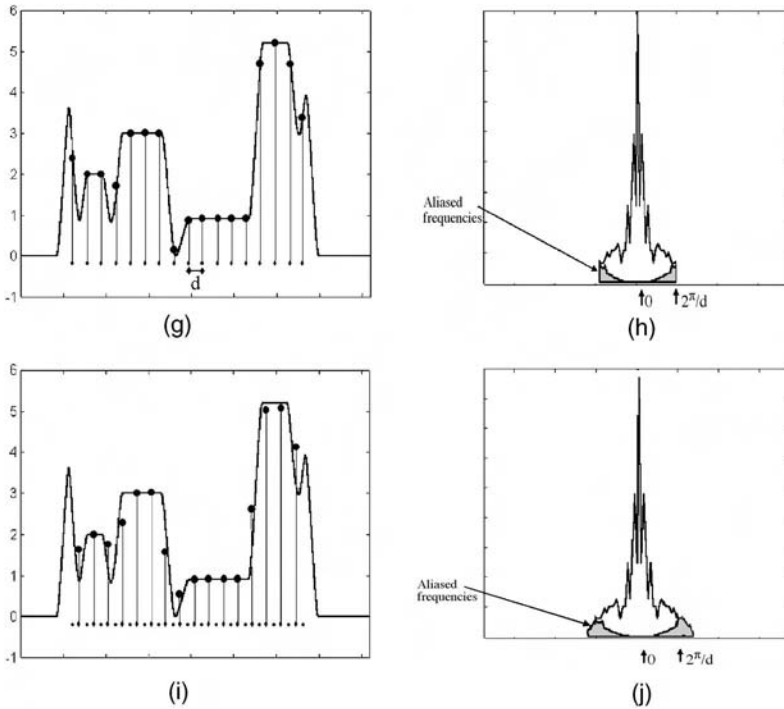 6
5
4
3
2
1
0
-1
d
(g)
Aliased
frequencies
0
2π/d
(h)
6
5
4
3
2
1
0
-1
(i)
Aliased
frequencies
0
2π/d
(j)